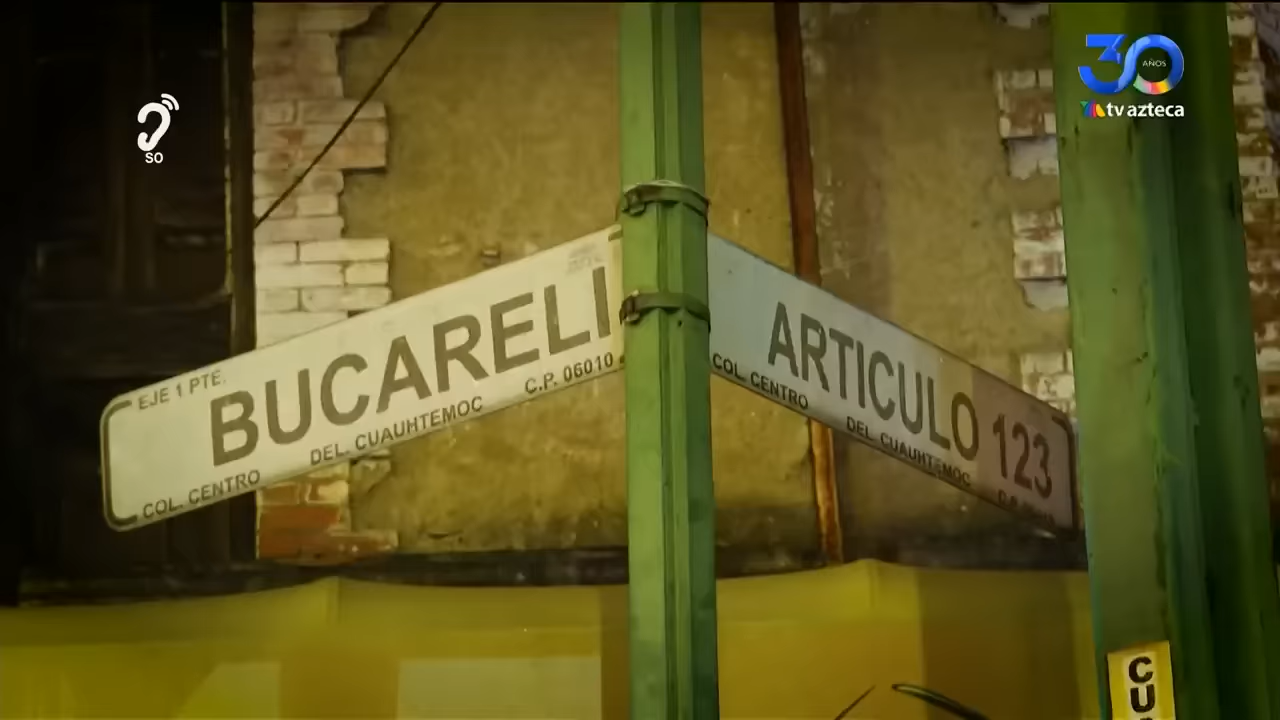 30
AÑOS
tv azteca
SO
EJE 1 PTE.
BUCARELI
COL. CENTRO DEL. CUAUHTEMOC C.P. 06010
ARTICULO 123
COL. CENTRO DEL. CUAUHTEMOC
CU